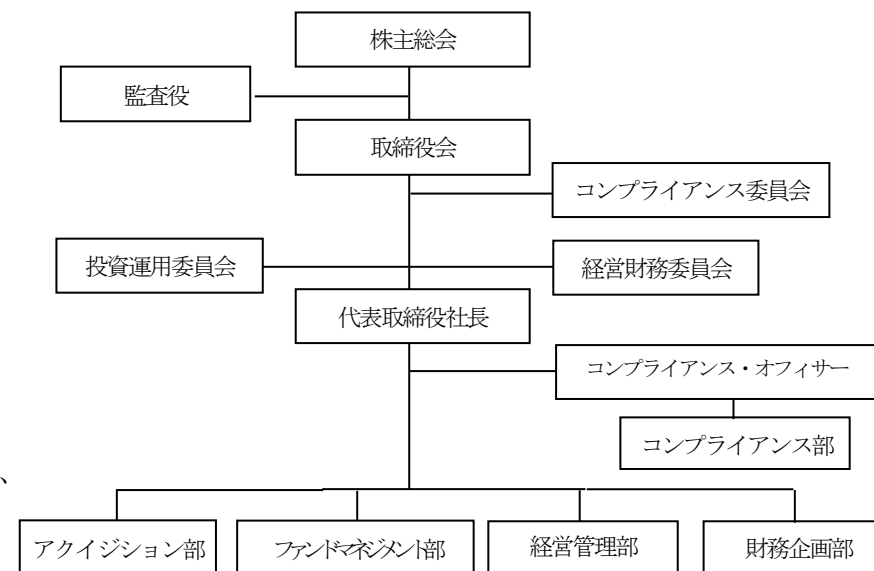 株主総会
監査役
取締役会
コンプライアンス委員会
投資運用委員会
経営財務委員会
代表取締役社長
コンプライアンス・オフィサー
コンプライアンス部
、
アクイジション部
ファンドマネジメント部
経営管理部
財務企画部